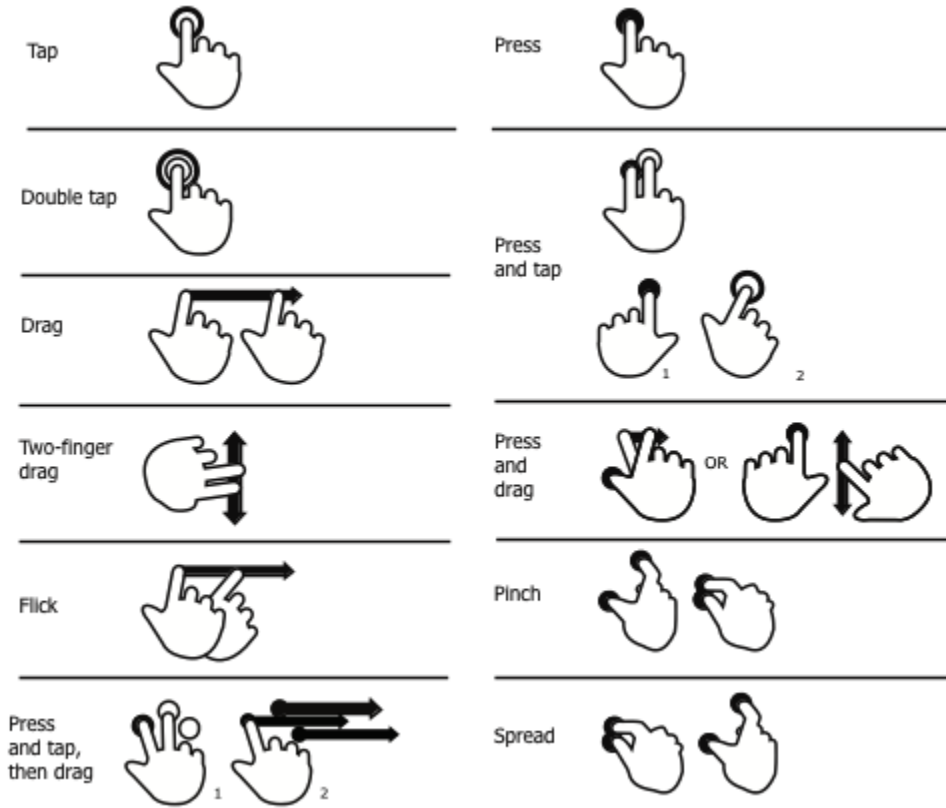 Tap
Double tap
Drag
Two-finger
drag
Flick
Press
and tap,
then drag
1
2
Press
Press
and tap
1
2
Press
and
drag
OR
Pinch
Spread